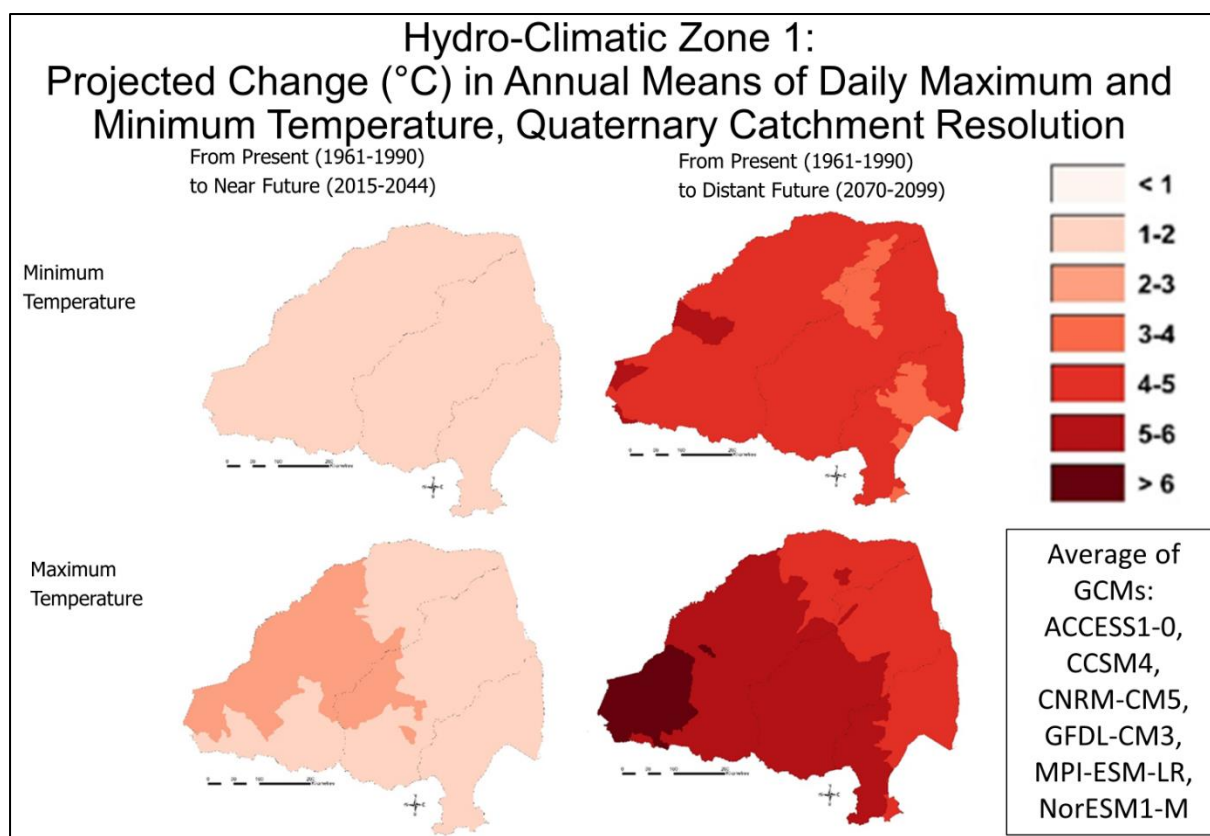 Hydro-Climatic Zone 1:
Projected Change (°C) in Annual Means of Daily Maximum and
Minimum Temperature, Quaternary Catchment Resolution
From Present (1961-1990)
to Near Future (2015-2044)
From Present (1961-1990)
to Distant Future (2070-2099)
Minimum
Temperature
Maximum
Temperature
< 1
1-2
2-3
3-4
4-5
5-6
> 6
Average of
GCMs:
ACCESS1-0,
CCSM4,
CNRM-CM5,
GFDL-CM3,
MPI-ESM-LR,
NorESM1-M